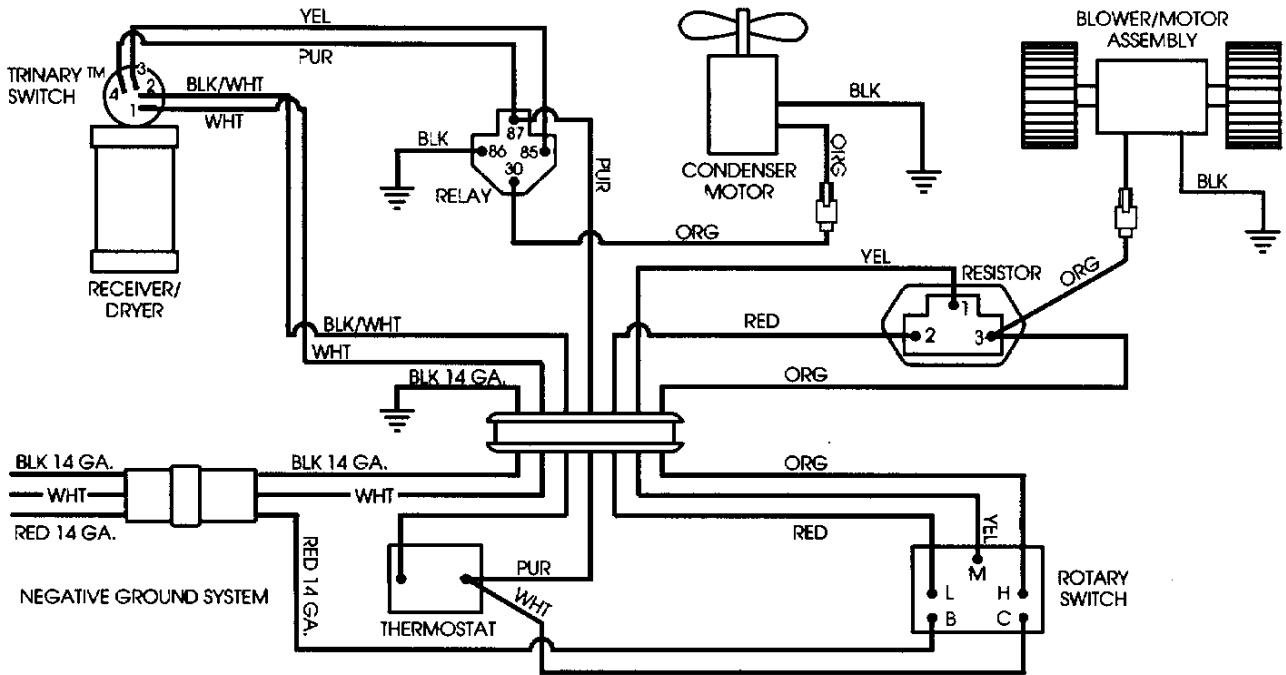 YEL
PUR
TRINARY™
SWITCH
3
4
2
1
BLK/WHT
WHT
BLK
87
86
85
30
RELAY
PUR
CONDENSER
MOTOR
BLK
ORG
ORG
BLOWER/MOTOR
ASSEMBLY
BLK
ORG
RECEIVER/
DRYER
YEL
RESISTOR
1
2
3
RED
ORG
BLK/WHT
WHT
BLK 14 GA.
BLK 14 GA.
WHT
RED 14 GA.
BLK 14 GA.
WHT
RED 14 GA.
ORG
YEL
RED
NEGATIVE GROUND SYSTEM
THERMOSTAT
PUR
WHT
M
L
H
B
C
ROTARY
SWITCH